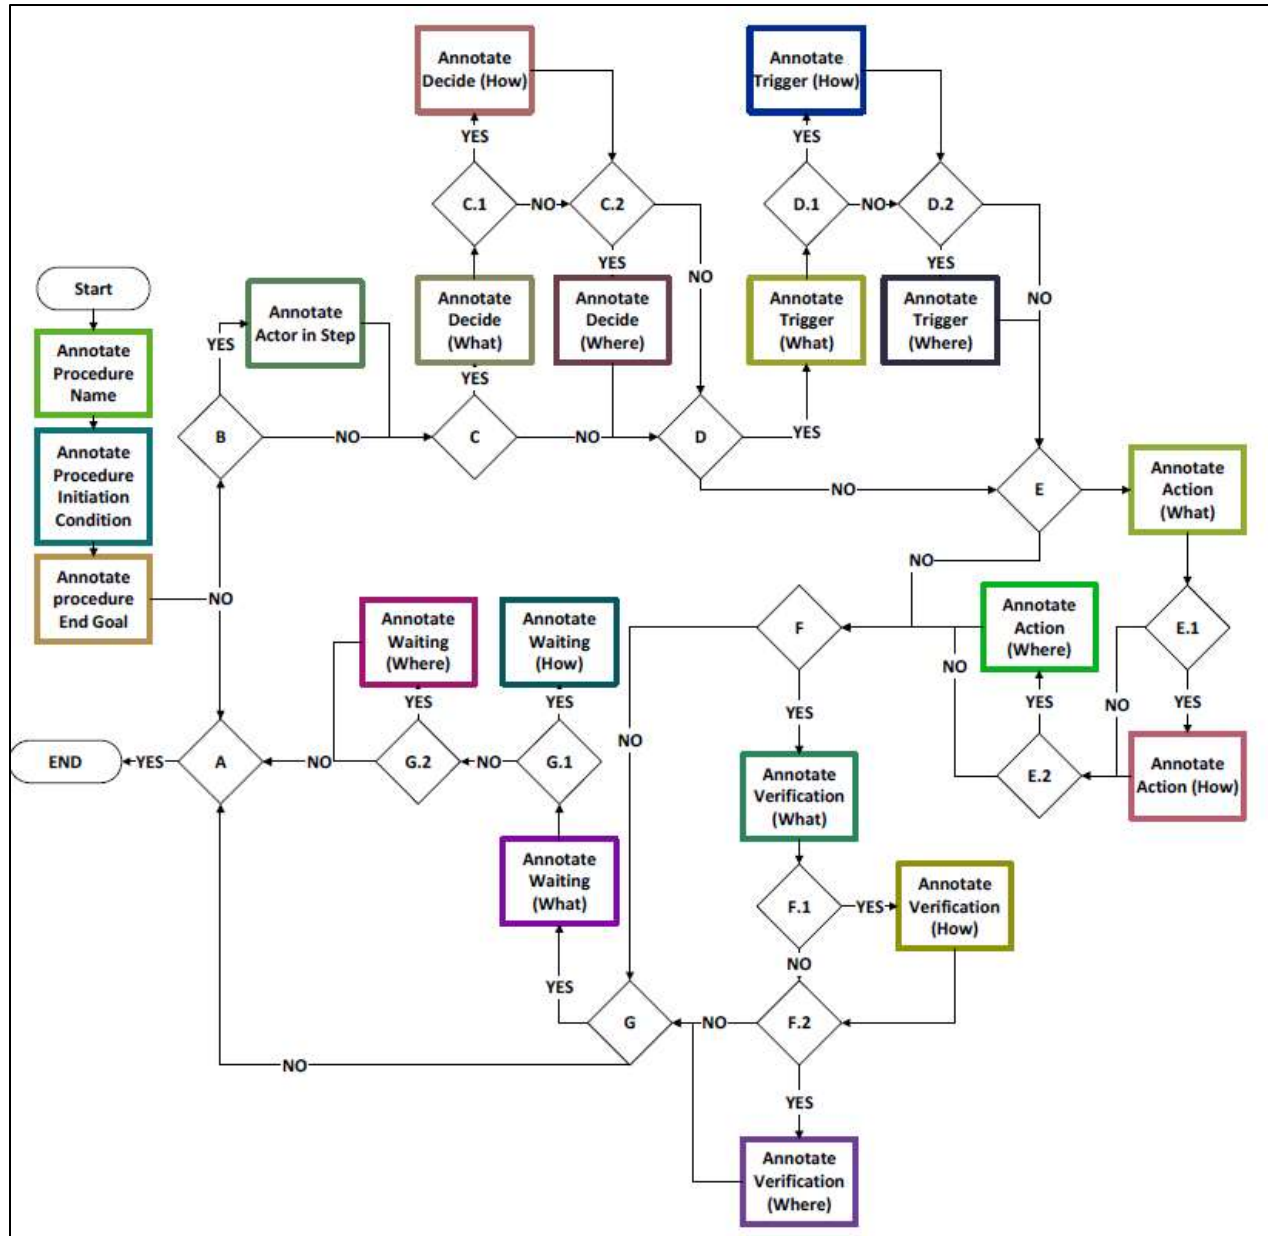 Start
Annotate
Procedure
Name
Annotate
Procedure
Initiation
Condition
Annotate
procedure
End Goal
NO
A
YES
END
B
YES
Annotate
Actor in Step
NO
C
YES
Annotate
Decide
(What)
C.1
YES
Annotate
Decide (How)
NO
C.2
YES
Annotate
Decide
(Where)
NO
NO
D
YES
Annotate
Trigger
(What)
D.1
YES
Annotate
Trigger (How)
NO
D.2
YES
Annotate
Trigger
(Where)
NO
NO
E
Annotate
Action
(What)
E.1
YES
Annotate
Action (How)
NO
E.2
YES
Annotate
Action
(Where)
NO
NO
F
YES
Annotate
Verification
(What)
F.1
YES
Annotate
Verification
(How)
NO
F.2
YES
Annotate
Verification
(Where)
NO
NO
G
YES
Annotate
Waiting
(What)
G.1
YES
Annotate
Waiting
(How)
NO
G.2
YES
Annotate
Waiting
(Where)
NO
NO